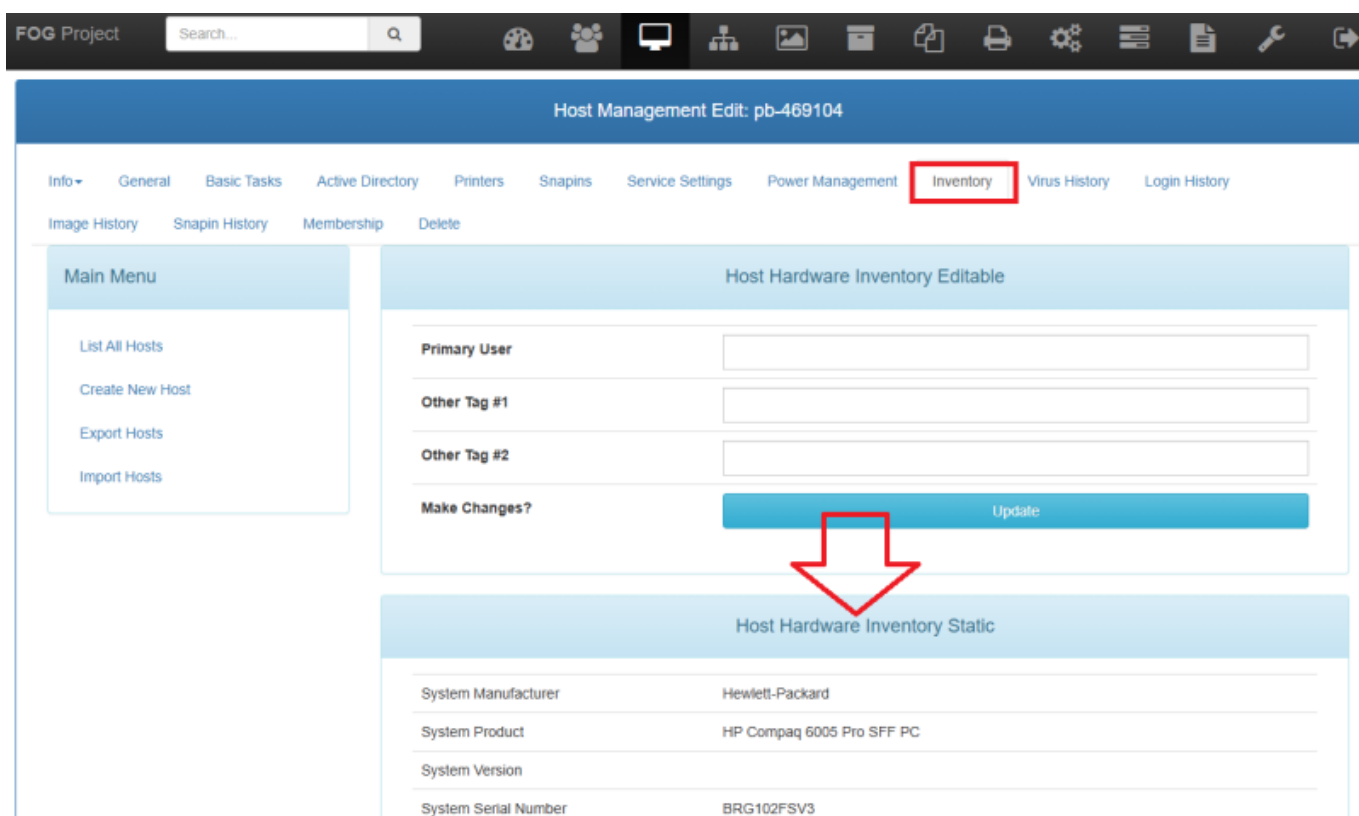 FOG Project Search...
Host Management Edit: pb-469104
Info General Basic Tasks Active Directory Printers Snapins Service Settings Power Management Inventory Virus History Login History
Image History Snapin History Membership Delete
Main Menu
List All Hosts
Create New Host
Export Hosts
Import Hosts
Host Hardware Inventory Editable
Primary User
Other Tag #1
Other Tag #2
Make Changes? Update
Host Hardware Inventory Static
System Manufacturer Hewlett-Packard
System Product HP Compaq 6005 Pro SFF PC
System Version
System Serial Number BRG102FSV3